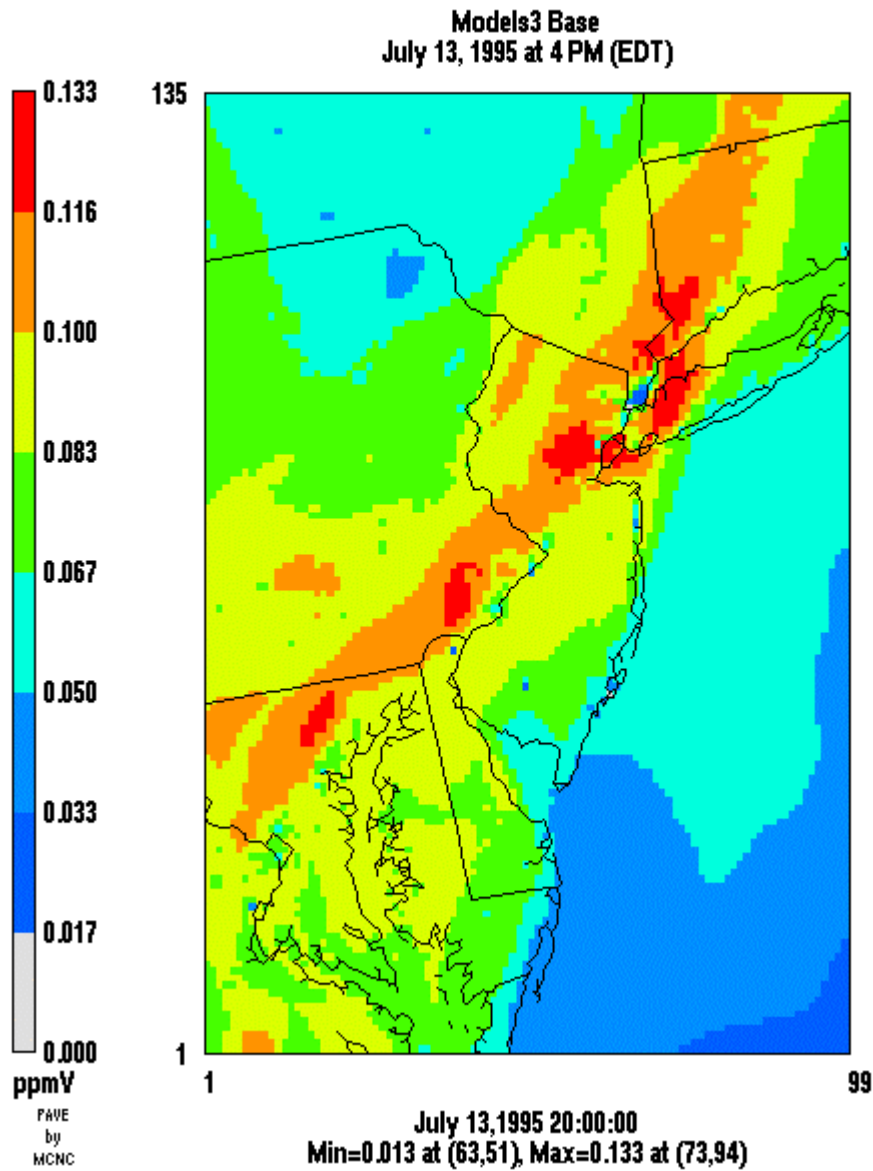 Models3 Base
July 13, 1995 at 4 PM (EDT)
135
0.133
0.116
0.100
0.083
0.067
0.050
0.033
0.017
0.000
ppmV
PAVE
by
MCNC
1
1
99
July 13,1995 20:00:00
Min=0.013 at (63,51), Max=0.133 at (73,94)